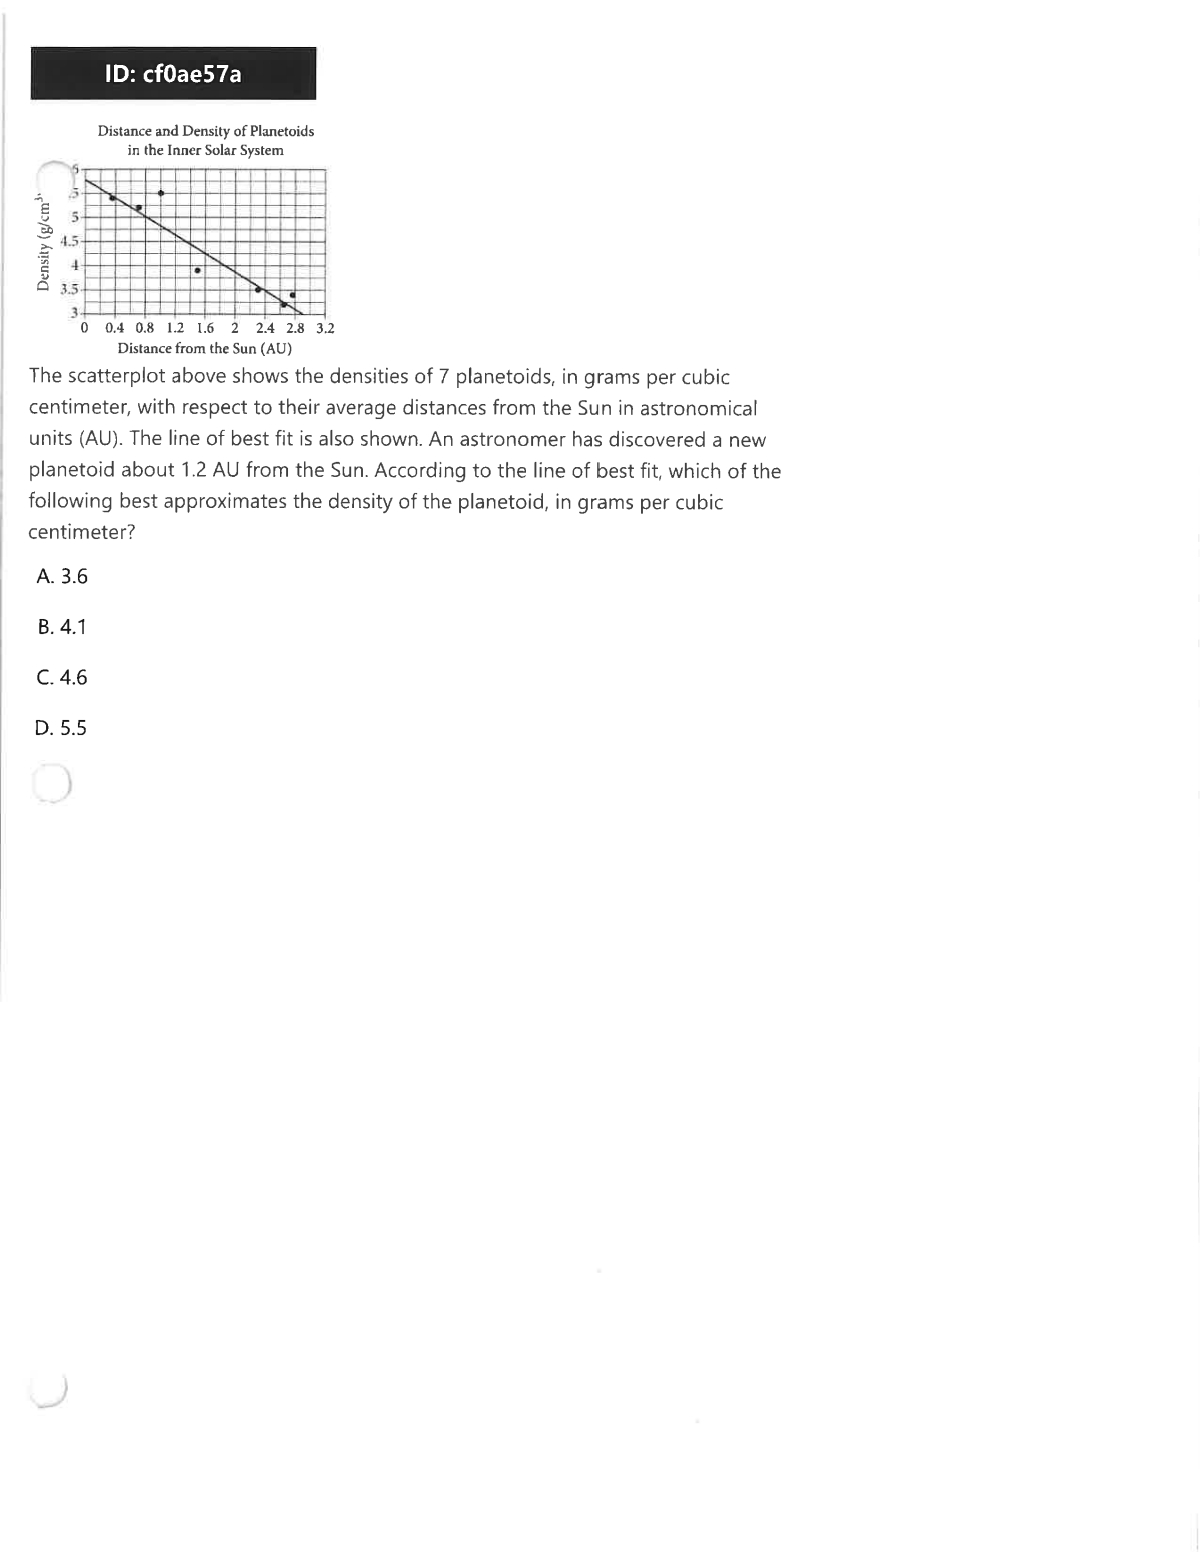 ID: cf0ae57a
Distance and Density of Planetoids
in the Inner Solar System
Density (g/cm³
6
.5
5
4.5
4
3.5
3
0 0.4 0.8 1.2 1.6 2 2.4 2.8 3.2
Distance from the Sun (AU)
The scatterplot above shows the densities of 7 planetoids, in grams per cubic
centimeter, with respect to their average distances from the Sun in astronomical
units (AU). The line of best fit is also shown. An astronomer has discovered a new
planetoid about 1.2 AU from the Sun. According to the line of best fit, which of the
following best approximates the density of the planetoid, in grams per cubic
centimeter?
A. 3.6
B. 4.1
C. 4.6
D. 5.5